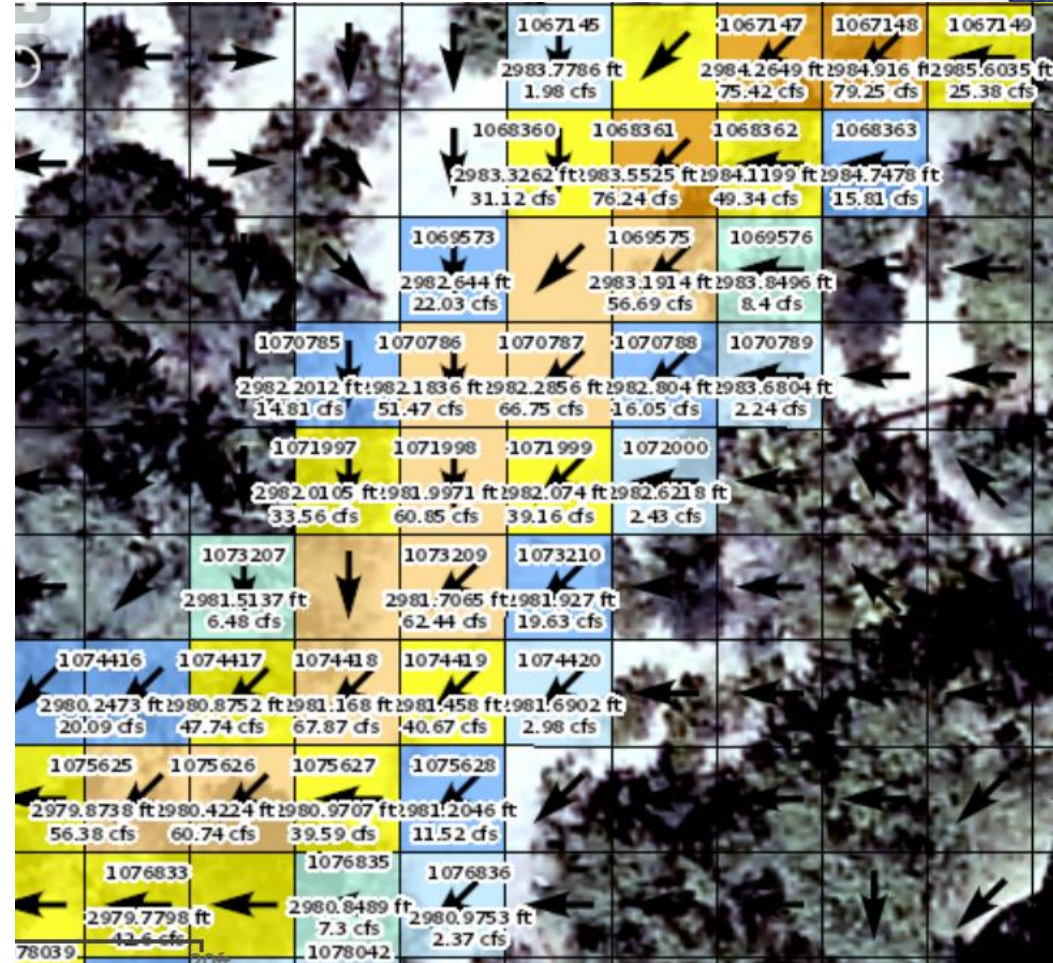 1067145 1067147 1067148 1067149
2983.7786 ft 2984.2649 ft 2984.916 ft 2985.6035 ft
1.98 cfs 75.42 cfs 79.25 cfs 25.38 cfs
1068360 1068361 1068362 1068363
2983.3262 ft 2983.5525 ft 2984.1199 ft 2984.7478 ft
31.12 cfs 76.24 cfs 49.34 cfs 15.81 cfs
1069573 1069575 1069576
2982.644 ft 2983.1914 ft 2983.8496 ft
22.03 cfs 56.69 cfs 8.4 cfs
1070785 1070786 1070787 1070788 1070789
2982.2012 ft 2982.1836 ft 2982.2856 ft 2982.804 ft 2983.6804 ft
14.81 cfs 51.47 cfs 66.75 cfs 16.05 cfs 2.24 cfs
1071997 1071998 1071999 1072000
2982.0105 ft 2981.9971 ft 2982.074 ft 2982.6218 ft
33.56 cfs 60.85 cfs 39.16 cfs 2.43 cfs
1073207 1073209 1073210
2981.5137 ft 2981.7065 ft 2981.927 ft
6.48 cfs 62.44 cfs 19.63 cfs
1074416 1074417 1074418 1074419 1074420
2980.2473 ft 2980.8752 ft 2981.168 ft 2981.458 ft 2981.6902 ft
20.09 cfs 47.74 cfs 67.87 cfs 40.67 cfs 2.98 cfs
1075625 1075626 1075627 1075628
2979.8738 ft 2980.4224 ft 2980.9707 ft 2981.2046 ft
56.38 cfs 60.74 cfs 39.59 cfs 11.52 cfs
1076833 1076835 1076836
2979.7798 ft 2980.8489 ft 2980.9753 ft
42.6 cfs 7.3 cfs 2.37 cfs
78039 1078042